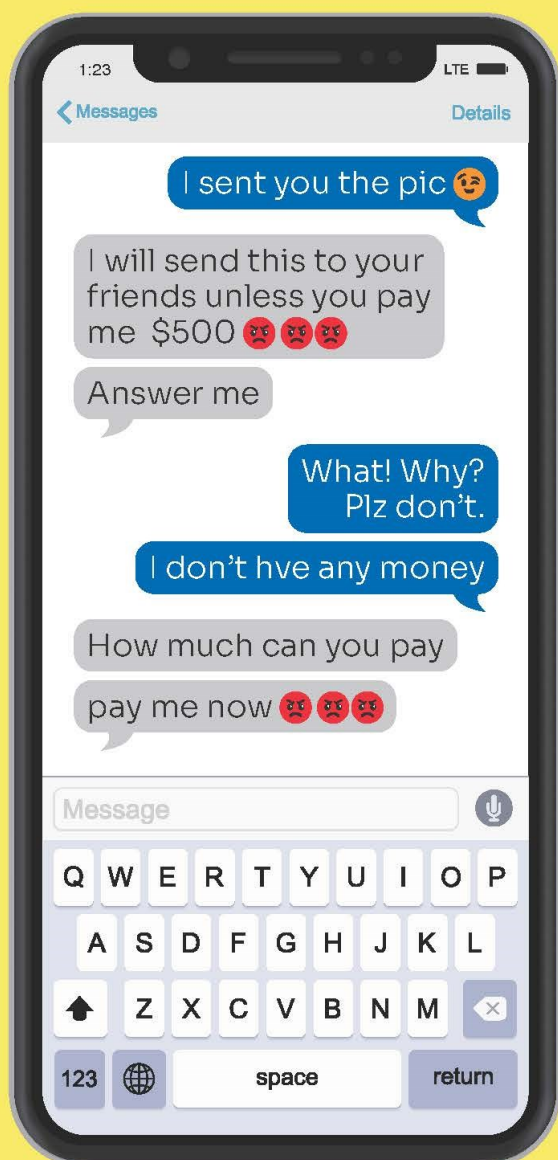 1:23
LTE
Messages
Details
I sent you the pic 😉
I will send this to your
friends unless you pay
me $500 😡 😡 😡
Answer me
What! Why?
Plz don’t.
I don’t hve any money
How much can you pay
pay me now 😡 😡 😡
Message
Q W E R T Y U I O P
A S D F G H J K L
Z X C V B N M
123 space return